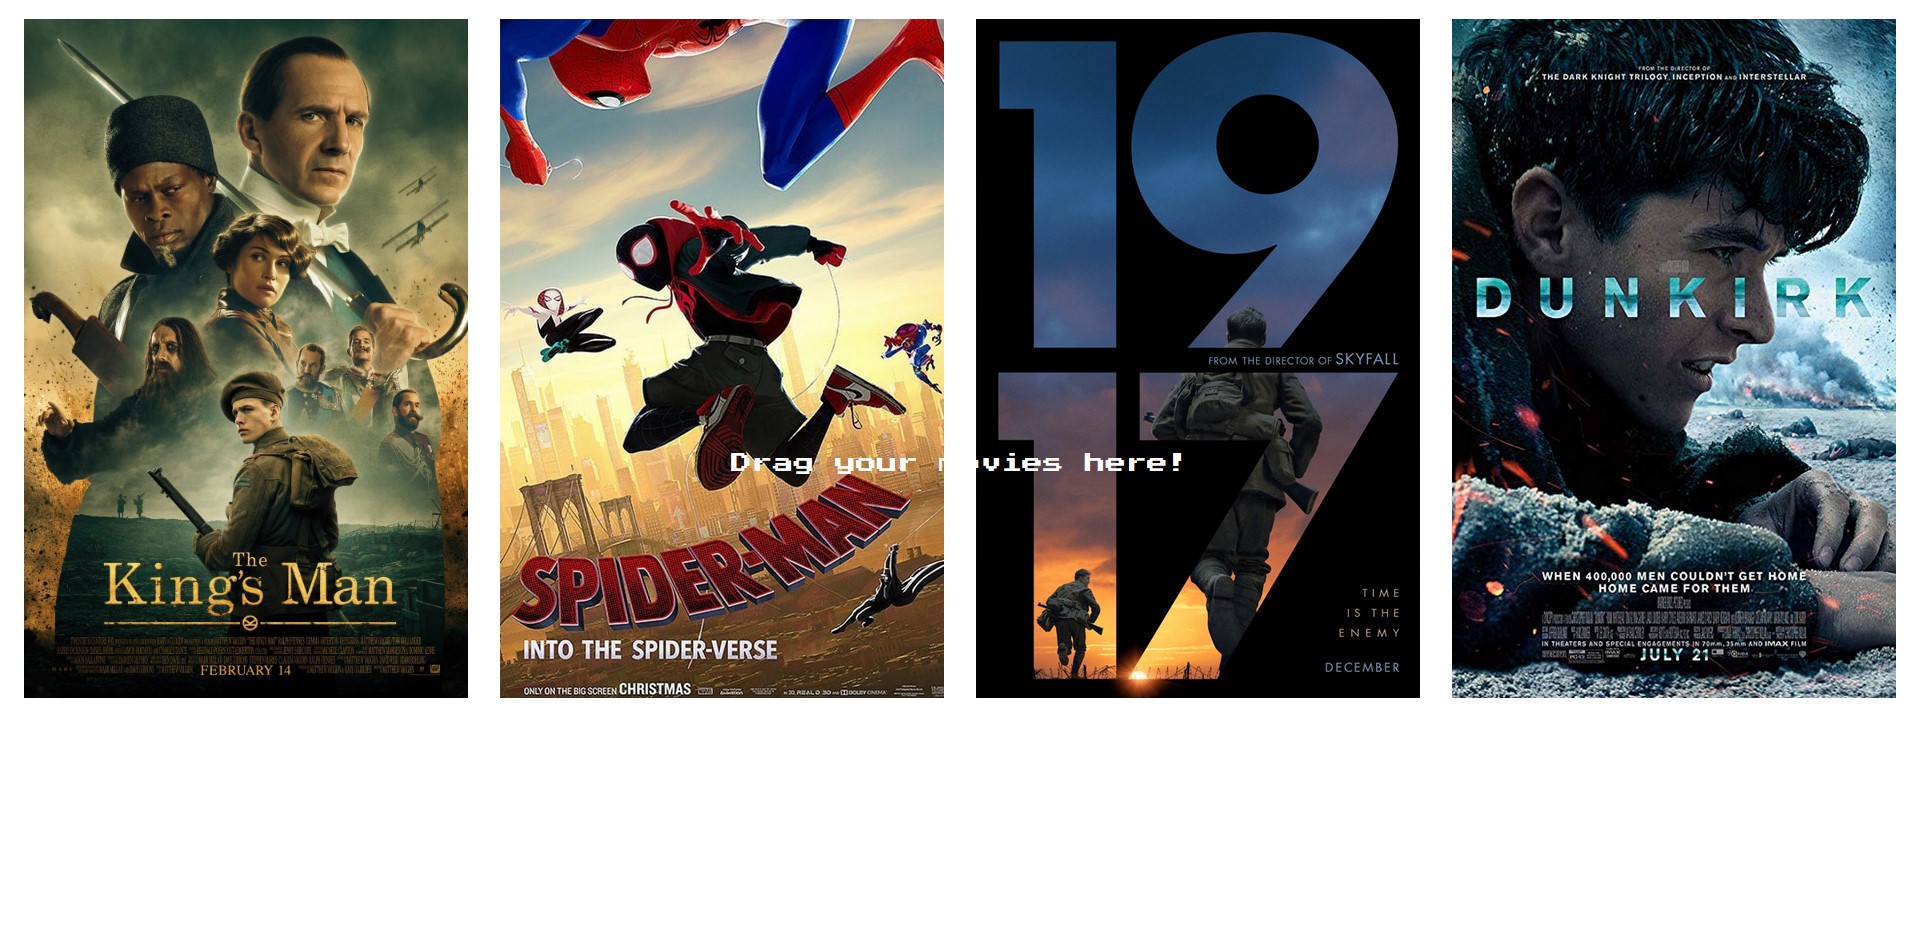 The
King's Man
FEBRUARY 14
SPIDER-MAN
INTO THE SPIDER-VERSE
ONLY ON THE BIG SCREEN CHRISTMAS
Drag your movies here!
19
FROM THE DIRECTOR OF SKYFALL
17
TIME
IS THE
ENEMY
DECEMBER
FROM THE DIRECTOR OF
THE DARK KNIGHT TRILOGY, INCEPTION AND INTERSTELLAR
DUNKIRK
WHEN 400,000 MEN COULDN'T GET HOME
HOME CAME FOR THEM
IN THEATERS AND SPECIAL ENGAGEMENTS IN 70mm, 35mm AND IMAX FILM
JULY 21